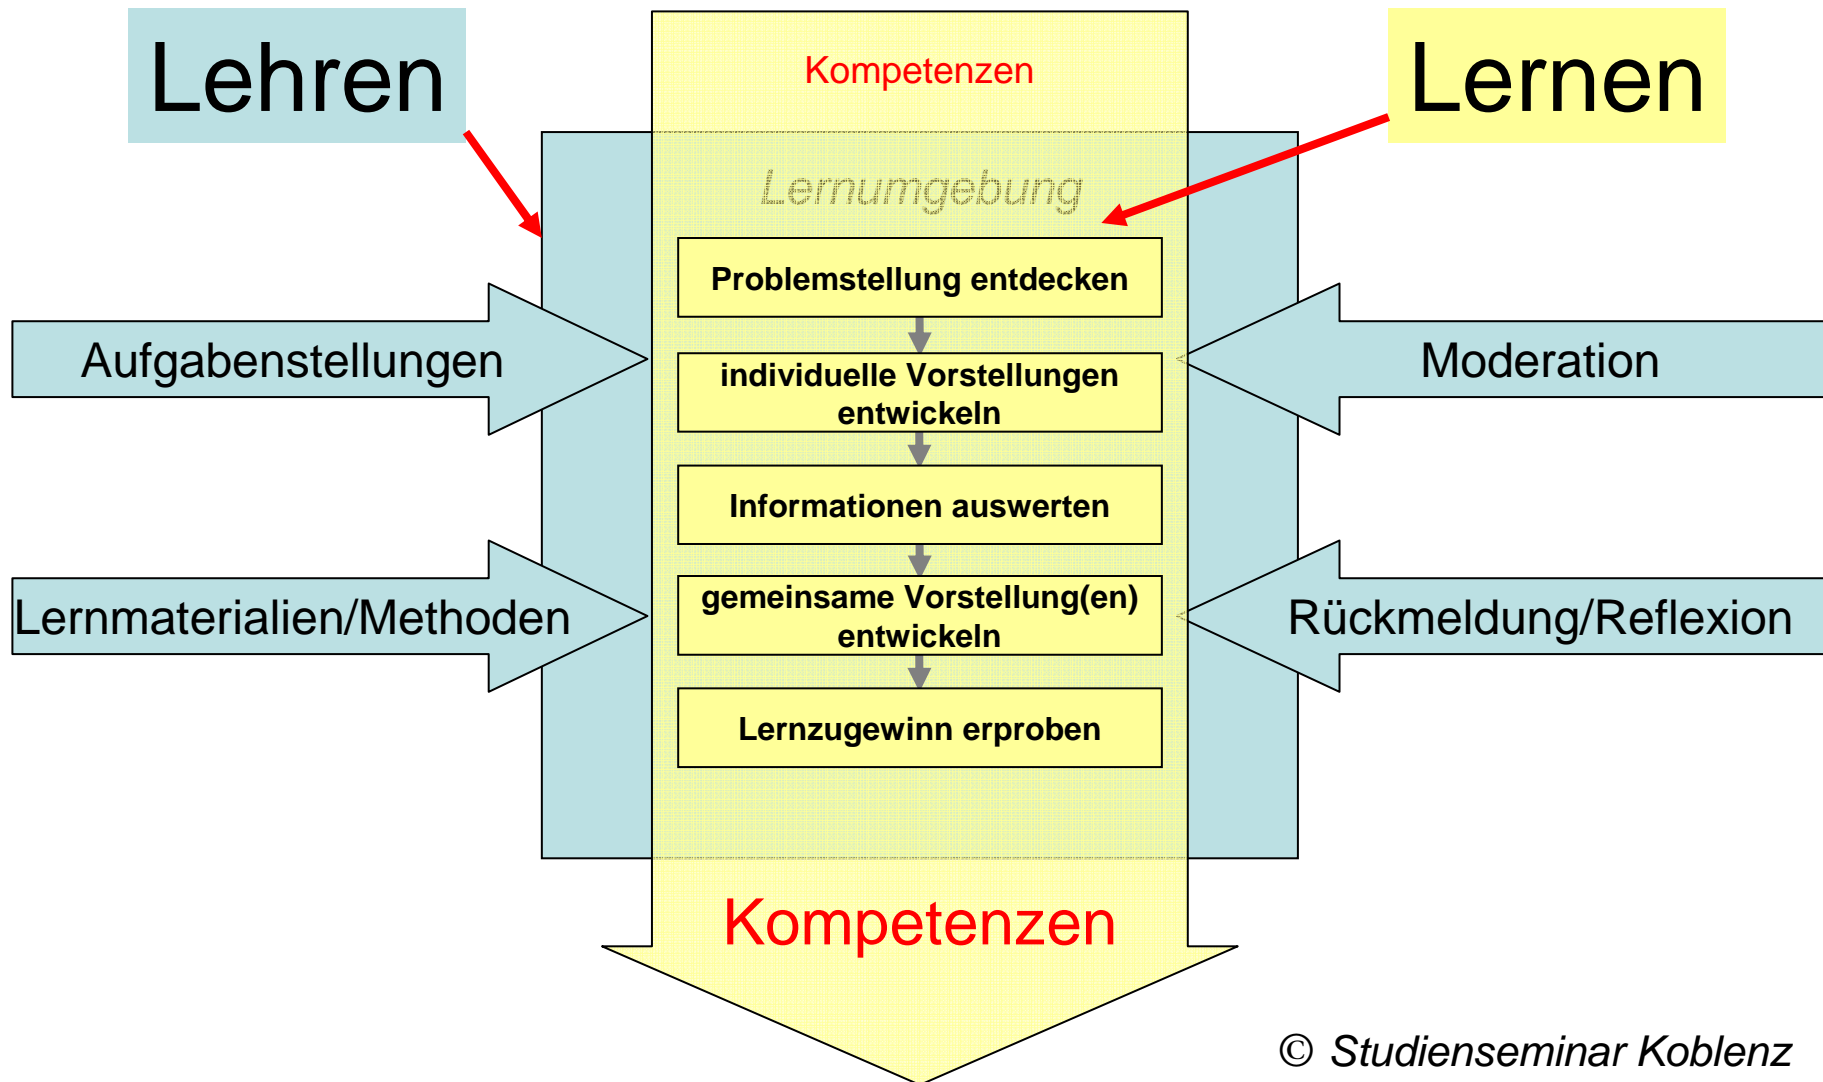 Lehren
Kompetenzen
Lernen
Lernumgebung
Problemstellung entdecken
Aufgabenstellungen
individuelle Vorstellungen
entwickeln
Moderation
Informationen auswerten
Lernmaterialien/Methoden
gemeinsame Vorstellung(en)
entwickeln
Rückmeldung/Reflexion
Lernzugewinn erproben
Kompetenzen
© Studienseminar Koblenz